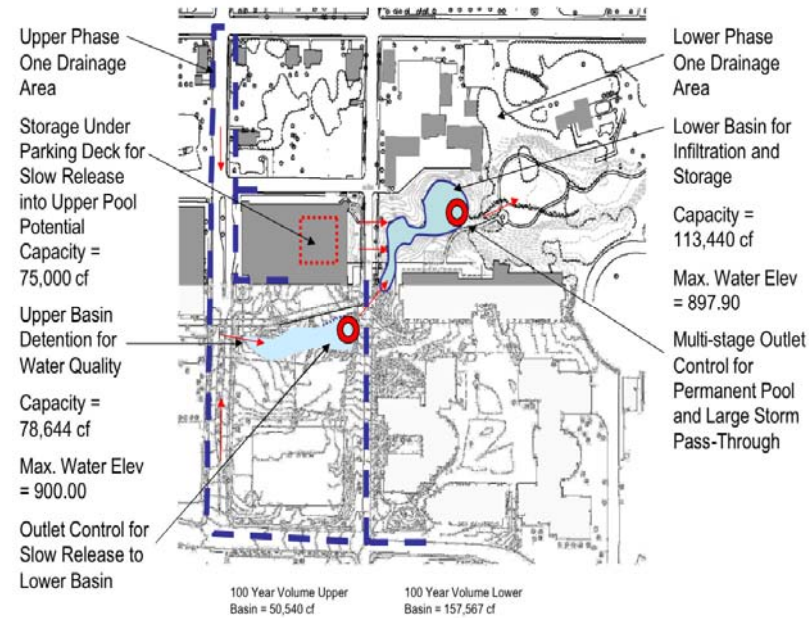 Upper Phase
One Drainage
Area
Storage Under
Parking Deck for
Slow Release
into Upper Pool
Potential
Capacity =
75,000 cf
Upper Basin
Detention for
Water Quality
Capacity =
78,644 cf
Max. Water Elev
= 900.00
Outlet Control for
Slow Release to
Lower Basin
Lower Phase
One Drainage
Area
Lower Basin for
Infiltration and
Storage
Capacity =
113,440 cf
Max. Water Elev
= 897.90
Multi-stage Outlet
Control for
Permanent Pool
and Large Storm
Pass-Through
100 Year Volume Upper
Basin = 50,540 cf
100 Year Volume Lower
Basin = 157,567 cf